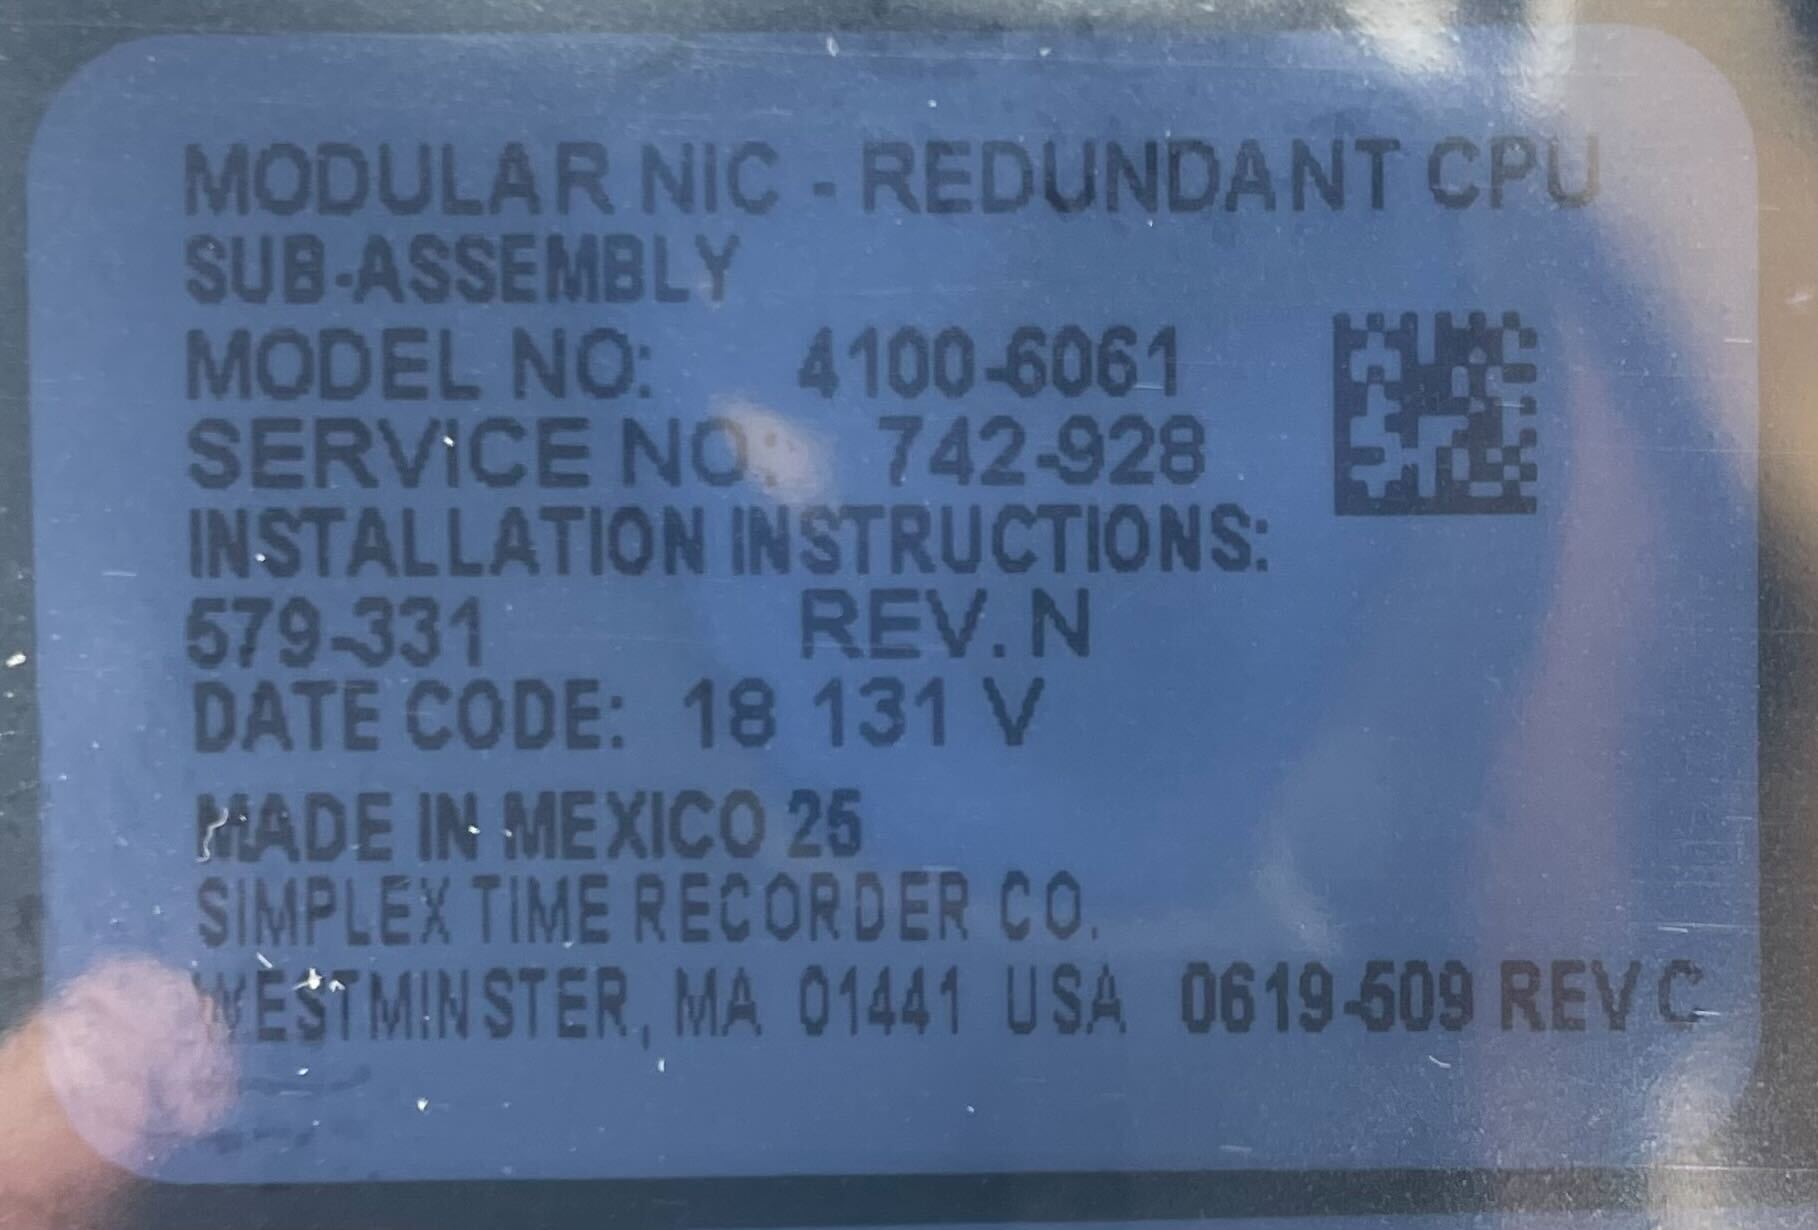 MODULAR NIC - REDUNDANT CPU
SUB-ASSEMBLY
MODEL NO: 4100-6061
SERVICE NO: 742-928
INSTALLATION INSTRUCTIONS:
579-331 REV. N
DATE CODE: 18 131 V
MADE IN MEXICO 25
SIMPLEX TIME RECORDER CO.
WESTMINSTER, MA 01441 USA 0619-509 REV C